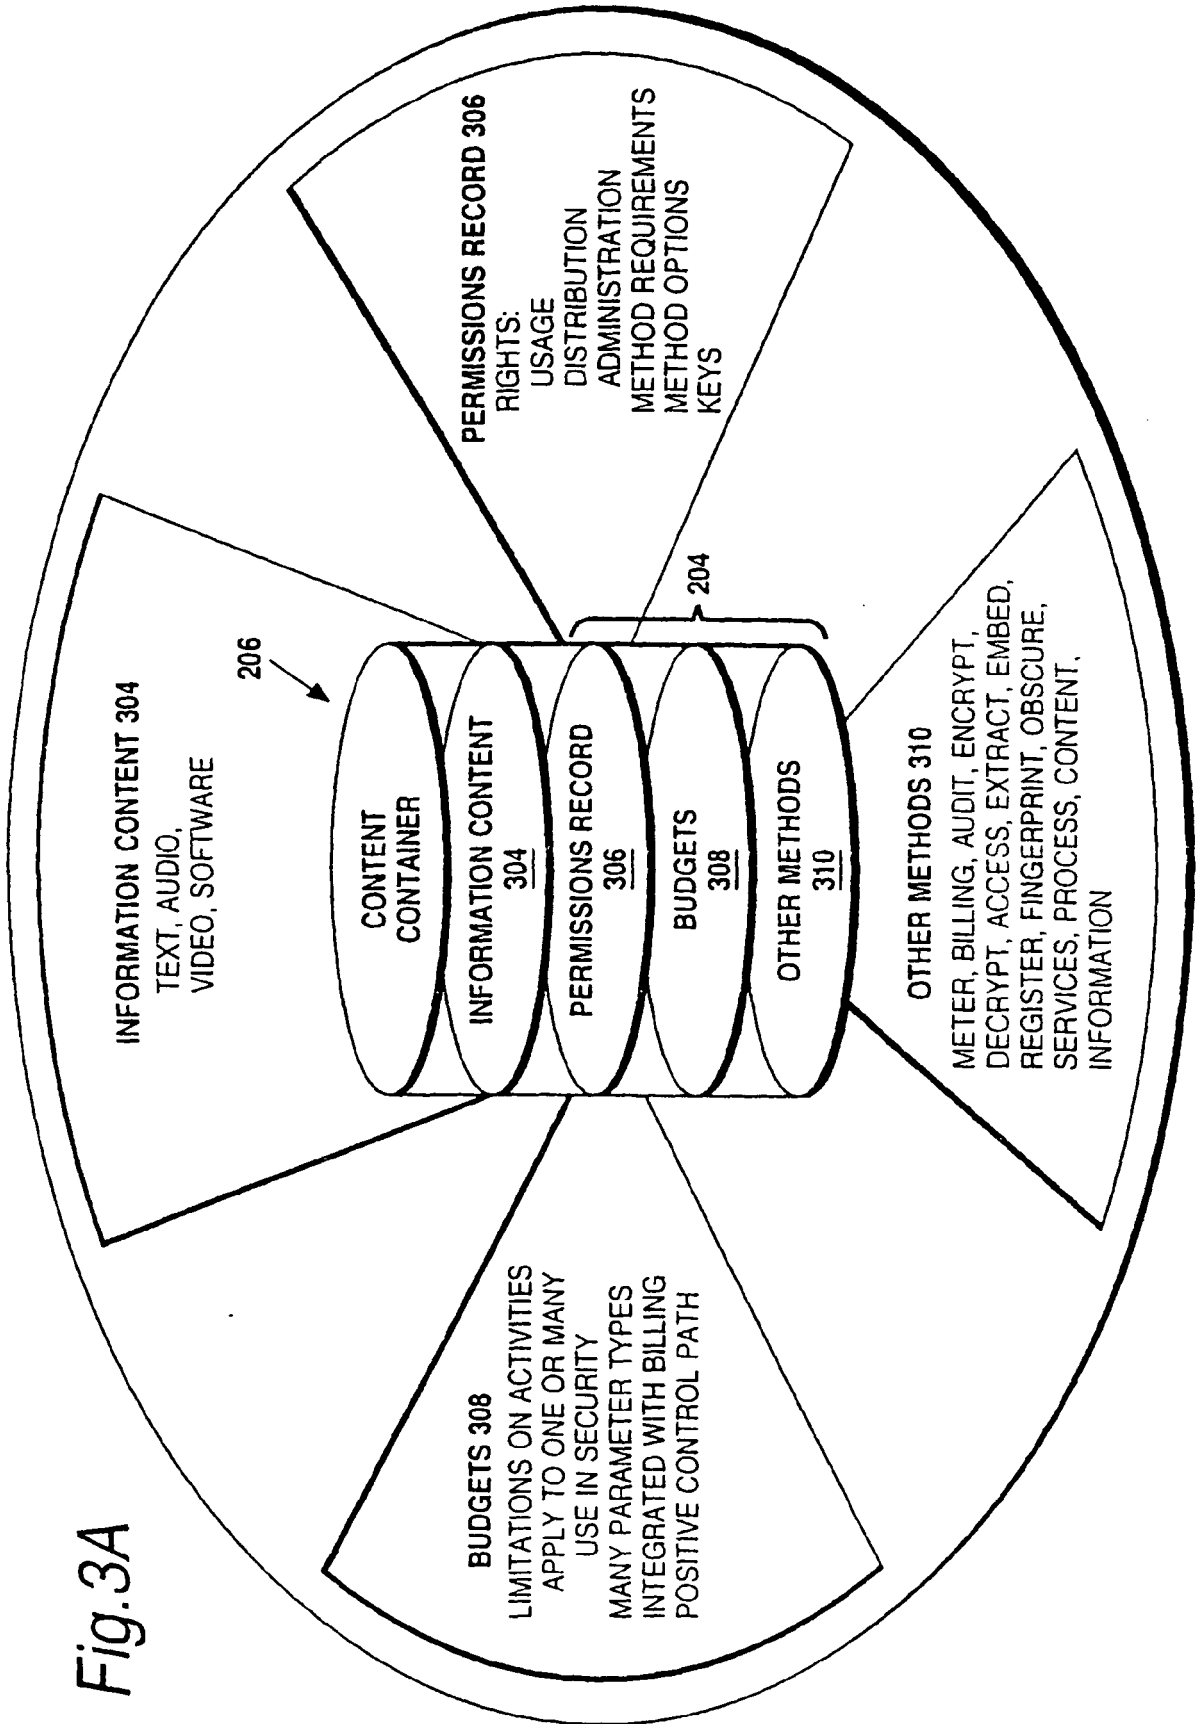 Fig.3A
INFORMATION CONTENT 304
TEXT, AUDIO,
VIDEO, SOFTWARE
206
CONTENT
CONTAINER
INFORMATION CONTENT
304
PERMISSIONS RECORD
306
BUDGETS
308
OTHER METHODS
310
204
BUDGETS 308
LIMITATIONS ON ACTIVITIES
APPLY TO ONE OR MANY
USE IN SECURITY
MANY PARAMETER TYPES
INTEGRATED WITH BILLING
POSITIVE CONTROL PATH
PERMISSIONS RECORD 306
RIGHTS:
USAGE
DISTRIBUTION
ADMINISTRATION
METHOD REQUIREMENTS
METHOD OPTIONS
KEYS
OTHER METHODS 310
METER, BILLING, AUDIT, ENCRYPT,
DECRYPT, ACCESS, EXTRACT, EMBED,
REGISTER, FINGERPRINT, OBSCURE,
SERVICES, PROCESS, CONTENT,
INFORMATION